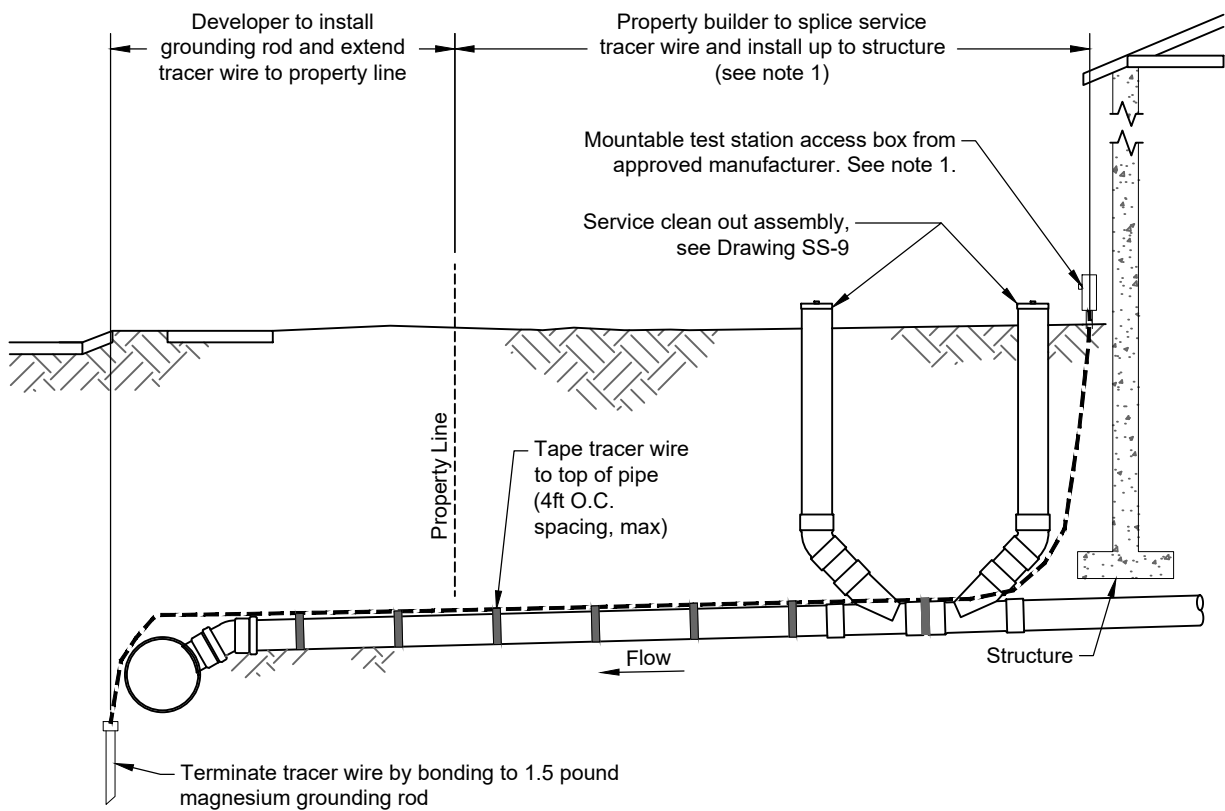 Developer to install
grounding rod and extend
tracer wire to property line
Property builder to splice service
tracer wire and install up to structure
(see note 1)
Mountable test station access box from
approved manufacturer. See note 1.
Service clean out assembly,
see Drawing SS-9
Property Line
Tape tracer wire
to top of pipe
(4ft O.C.
spacing, max)
Flow
Structure
Terminate tracer wire by bonding to 1.5 pound
magnesium grounding rod